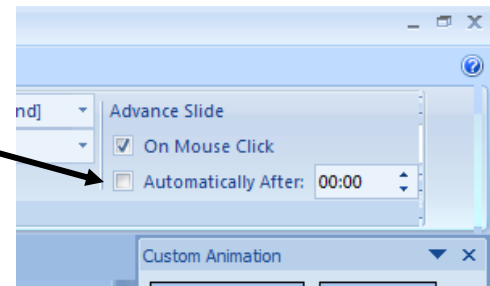 nd]
Advance Slide
On Mouse Click
Automatically After: 00:00
Custom Animation